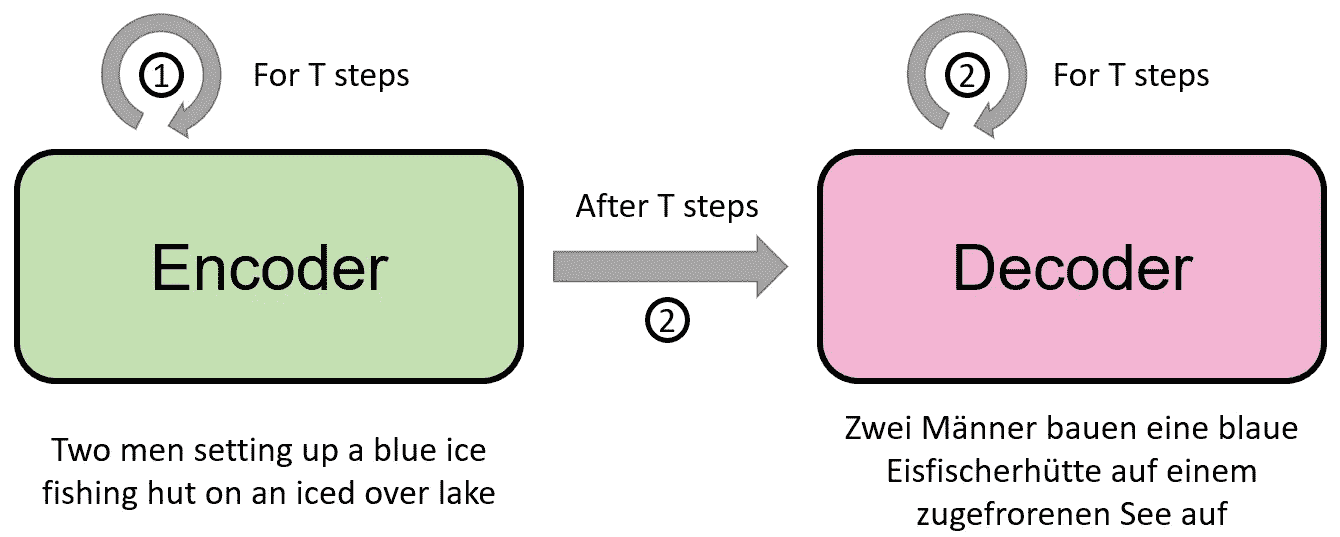 ① For T steps
② For T steps
After T steps
Encoder
Decoder
②
Two men setting up a blue ice
fishing hut on an iced over lake
Zwei Männer bauen eine blaue
Eisfischerhütte auf einem
zugefrorenen See auf